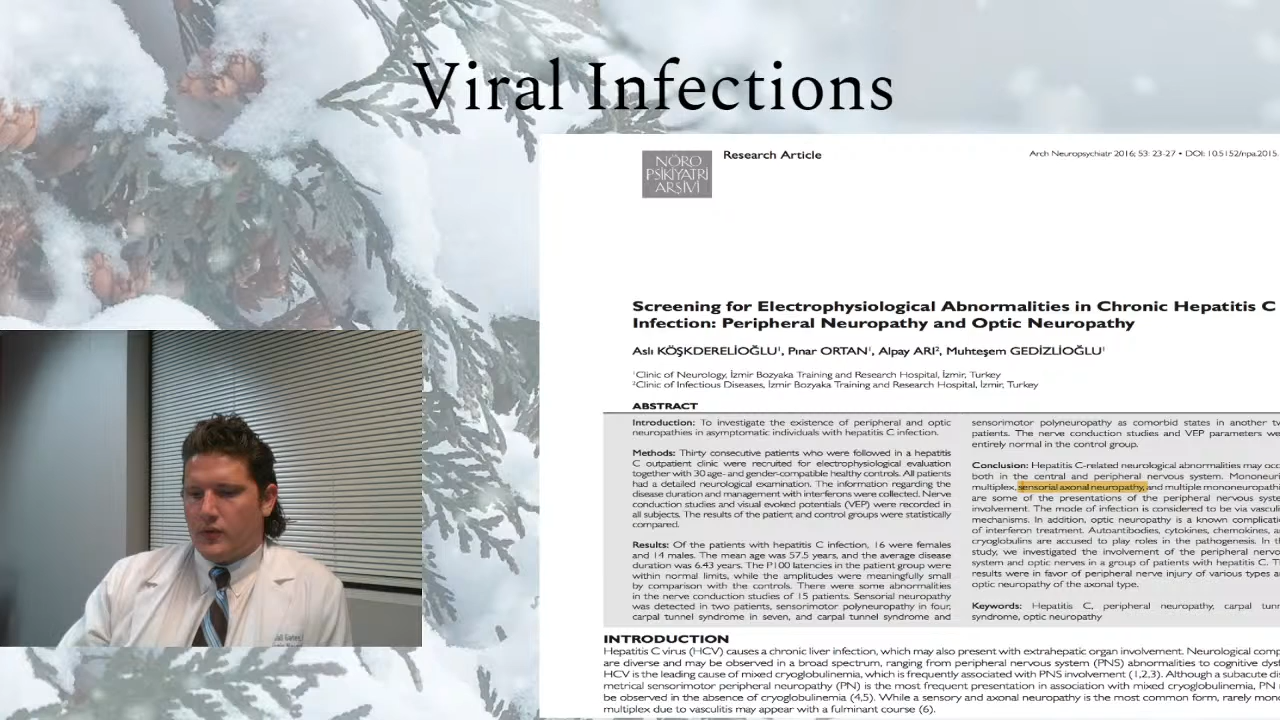 Viral Infections
NÖRO
PSİKİYATRİ
ARŞİVİ
Research Article
Arch Neuropsychiatr 2016; 53: 23-27 • DOI: 10.5152/npa.2015.
Screening for Electrophysiological Abnormalities in Chronic Hepatitis C
Infection: Peripheral Neuropathy and Optic Neuropathy
Aslı KÖŞKDERELİOĞLU¹, Pınar ORTAN¹, Alpay ARI², Muhteşem GEDİZLİOĞLU¹
¹Clinic of Neurology, İzmir Bozyaka Training and Research Hospital, İzmir, Turkey
²Clinic of Infectious Diseases, İzmir Bozyaka Training and Research Hospital, İzmir, Turkey
ABSTRACT
Introduction: To investigate the existence of peripheral and optic
neuropathies in asymptomatic individuals with hepatitis C infection.
Methods: Thirty consecutive patients who were followed in a hepatitis
C outpatient clinic were recruited for electrophysiological evaluation
together with 30 age- and gender-compatible healthy controls. All patients
had a detailed neurological examination. The information regarding the
disease duration and management with interferons were collected. Nerve
conduction studies and visual evoked potentials (VEP) were recorded in
all subjects. The results of the patient and control groups were statistically
compared.
Results: Of the patients with hepatitis C infection, 16 were females
and 14 males. The mean age was 57.5 years, and the average disease
duration was 6.43 years. The P100 latencies in the patient group were
within normal limits, while the amplitudes were meaningfully small
by comparison with the controls. There were some abnormalities
in the nerve conduction studies of 15 patients. Sensorial neuropathy
was detected in two patients, sensorimotor polyneuropathy in four,
carpal tunnel syndrome in seven, and carpal tunnel syndrome and
sensorimotor polyneuropathy as comorbid states in another tw
patients. The nerve conduction studies and VEP parameters we
entirely normal in the control group.
Conclusion: Hepatitis C-related neurological abnormalities may occ
both in the central and peripheral nervous system. Mononeuri
multiplex, sensorial axonal neuropathy, and multiple mononeuropathi
are some of the presentations of the peripheral nervous syste
involvement. The mode of infection is considered to be via vasculi
mechanisms. In addition, optic neuropathy is a known complicati
of interferon treatment. Autoantibodies, cytokines, chemokines, a
cryoglobulins are accused to play roles in the pathogenesis. In th
study, we investigated the involvement of the peripheral nervo
system and optic nerves in a group of patients with hepatitis C. Th
results were in favor of peripheral nerve injury of various types a
optic neuropathy of the axonal type.
Keywords: Hepatitis C, peripheral neuropathy, carpal tunn
syndrome, optic neuropathy
INTRODUCTION
Hepatitis C virus (HCV) causes a chronic liver infection, which may also present with extrahepatic organ involvement. Neurological comp
are diverse and may be observed in a broad spectrum, ranging from peripheral nervous system (PNS) abnormalities to cognitive dysf
HCV is the leading cause of mixed cryoglobulinemia, which is frequently associated with PNS involvement (1,2,3). Although a subacute dis
metrical sensorimotor peripheral neuropathy (PN) is the most frequent presentation in association with mixed cryoglobulinemia, PN
be observed in the absence of cryoglobulinemia (4,5). While a sensory and axonal neuropathy is the most common form, rarely mono
multiplex due to vasculitis may appear with a fulminant course (6).